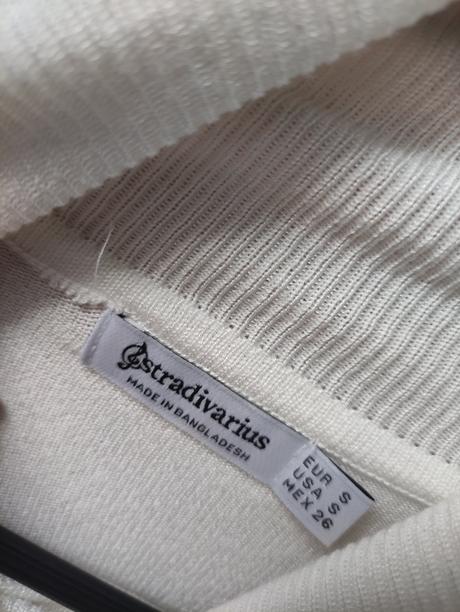 stradivarius
MADE IN BANGLADESH
EUR S
USA S
MEX 26